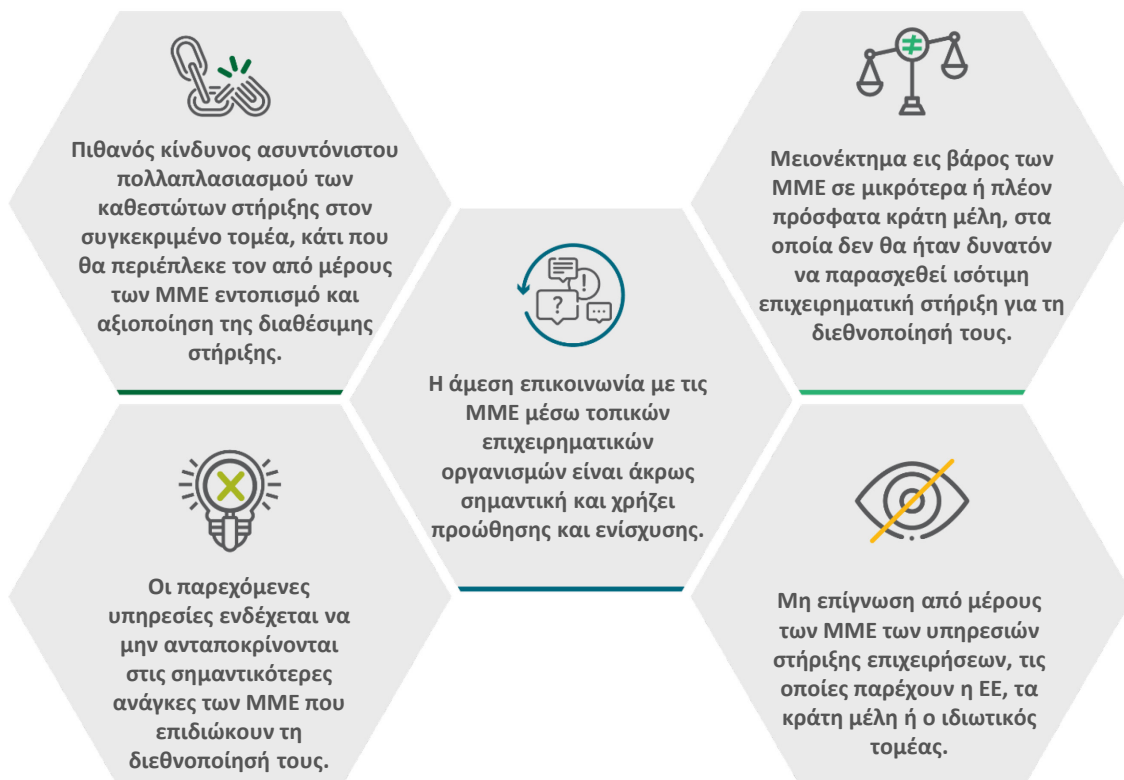 Πιθανός κίνδυνος ασυντόνιστου
πολλαπλασιασμού των
καθεστώτων στήριξης στον
συγκεκριμένο τομέα, κάτι που
θα περιέπλεκε τον από μέρους
των ΜΜΕ εντοπισμό και
αξιοποίηση της διαθέσιμης
στήριξης.
≠
Μειονέκτημα εις βάρος των
ΜΜΕ σε μικρότερα ή πλέον
πρόσφατα κράτη μέλη, στα
οποία δεν θα ήταν δυνατόν
να παρασχεθεί ισότιμη
επιχειρηματική στήριξη για τη
διεθνοποίησή τους.
!
?
Η άμεση επικοινωνία με τις
ΜΜΕ μέσω τοπικών
επιχειρηματικών
οργανισμών είναι άκρως
σημαντική και χρήζει
προώθησης και ενίσχυσης.
Οι παρεχόμενες
υπηρεσίες ενδέχεται να
μην ανταποκρίνονται
στις σημαντικότερες
ανάγκες των ΜΜΕ που
επιδιώκουν τη
διεθνοποίησή τους.
Μη επίγνωση από μέρους
των ΜΜΕ των υπηρεσιών
στήριξης επιχειρήσεων, τις
οποίες παρέχουν η ΕΕ, τα
κράτη μέλη ή ο ιδιωτικός
τομέας.